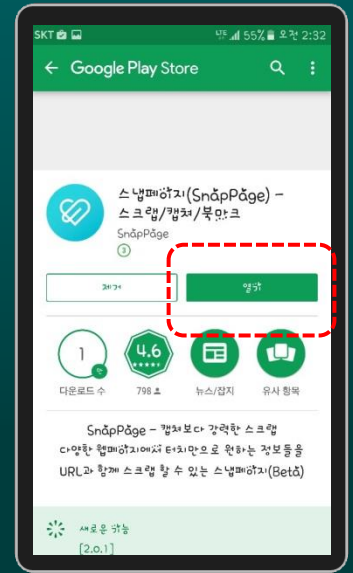 SKT LTE 55% 오전 2:32
Google Play Store
스냅페이지(SnapPage) -
스크랩/캡쳐/북마크
SnapPage
3
제거
열기
1
만
4.6
다운로드 수
798
뉴스/잡지
유사 항목
SnapPage - 캡쳐보다 강력한 스크랩
다양한 웹페이지에서 터치만으로 원하는 정보들을
URL과 함께 스크랩 할 수 있는 스냅페이지(Beta)
새로운 기능
[2.0.1]